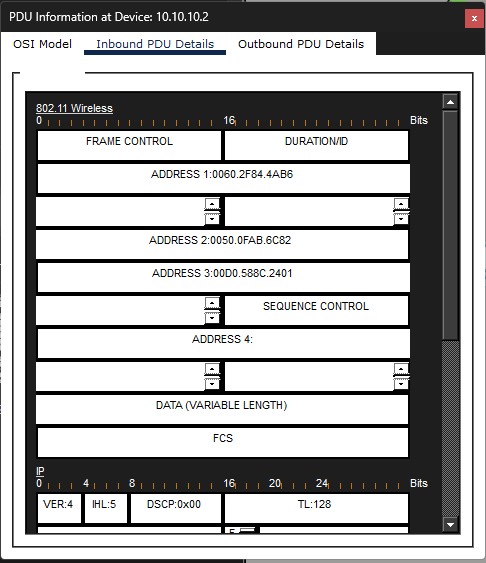 PDU Information at Device: 10.10.10.2
x
OSI Model Inbound PDU Details Outbound PDU Details
802.11 Wireless
0 16 Bits
FRAME CONTROL DURATION/ID
ADDRESS 1:0060.2F84.4AB6
ADDRESS 2:0050.0FAB.6C82
ADDRESS 3:00D0.588C.2401
SEQUENCE CONTROL
ADDRESS 4:
DATA (VARIABLE LENGTH)
FCS
IP
0 4 8 16 20 24 Bits
VER:4 IHL:5 DSCP:0x00 TL:128